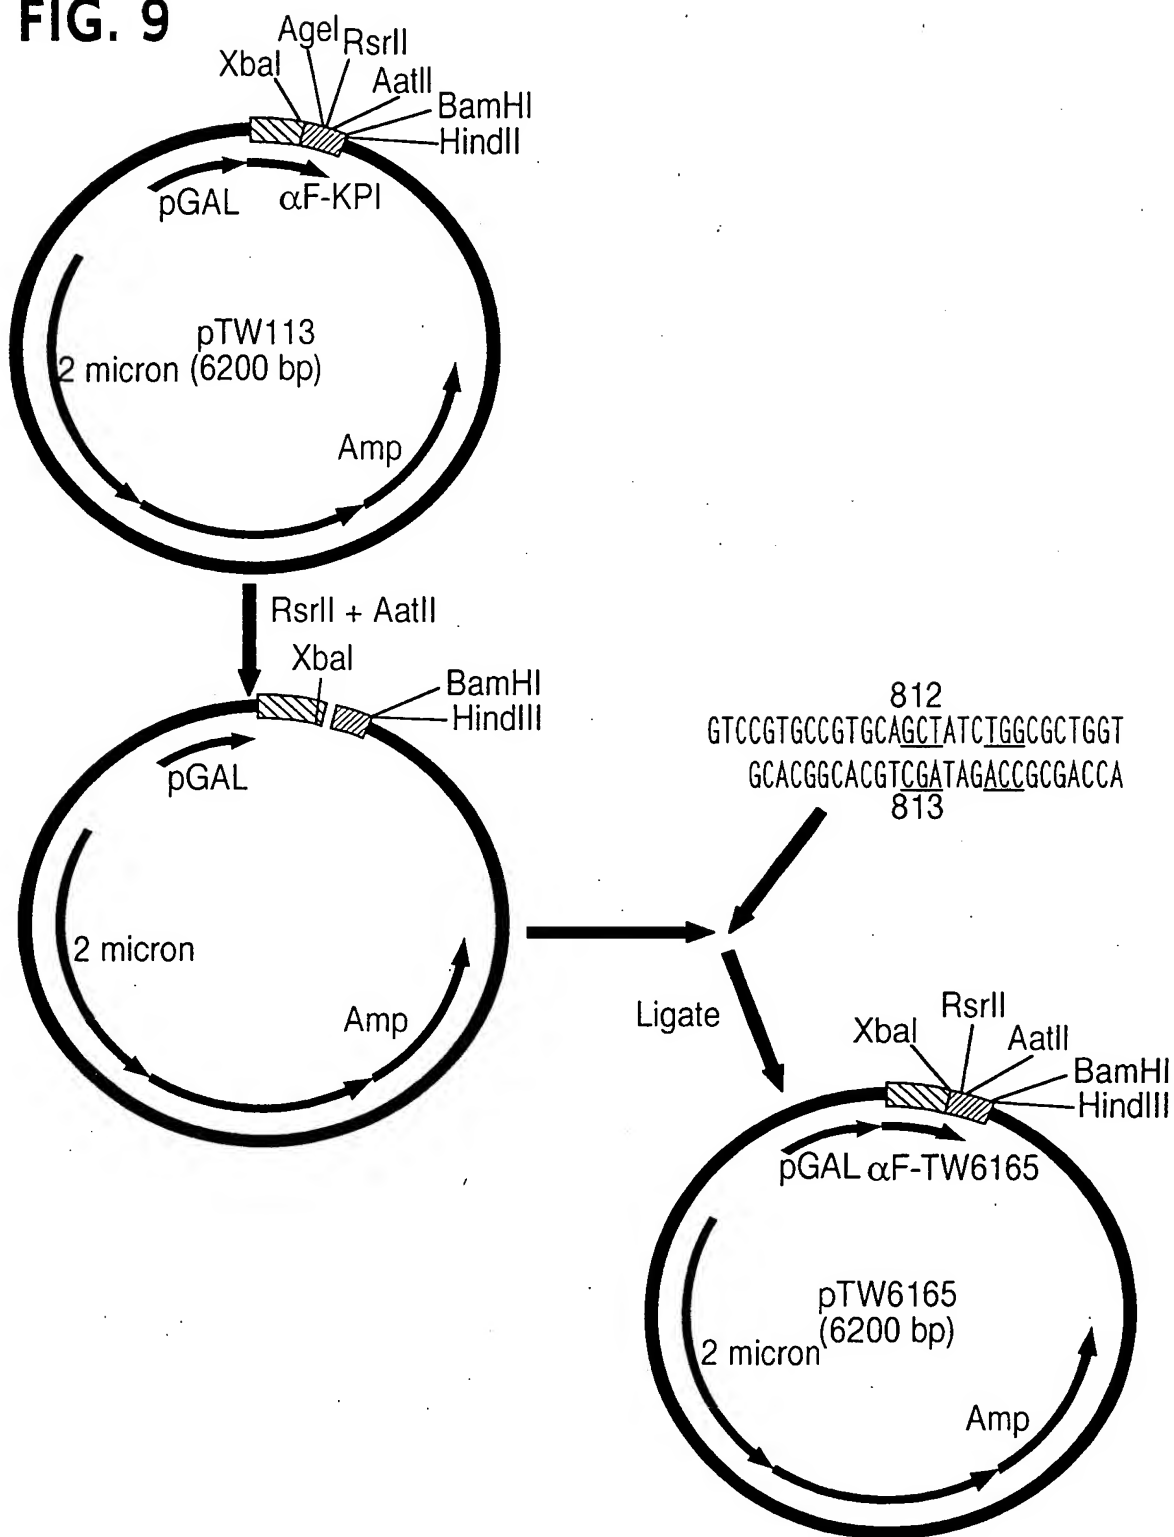 FIG. 9
AgeI
RsrII
XbaI
AatII
BamHI
HindII
pGAL
αF-KPI
pTW113
2 micron (6200 bp)
Amp
RsrII + AatII
XbaI
BamHI
HindIII
pGAL
812
GTCCGTGCCGTGCAGCTATCTGGCGCTGGT
GCACGGCACGTCGATAGACCGCGACCA
813
2 micron
Amp
Ligate
RsrII
XbaI
AatII
BamHI
HindIII
pGAL αF-TW6165
pTW6165
(6200 bp)
2 micron
Amp